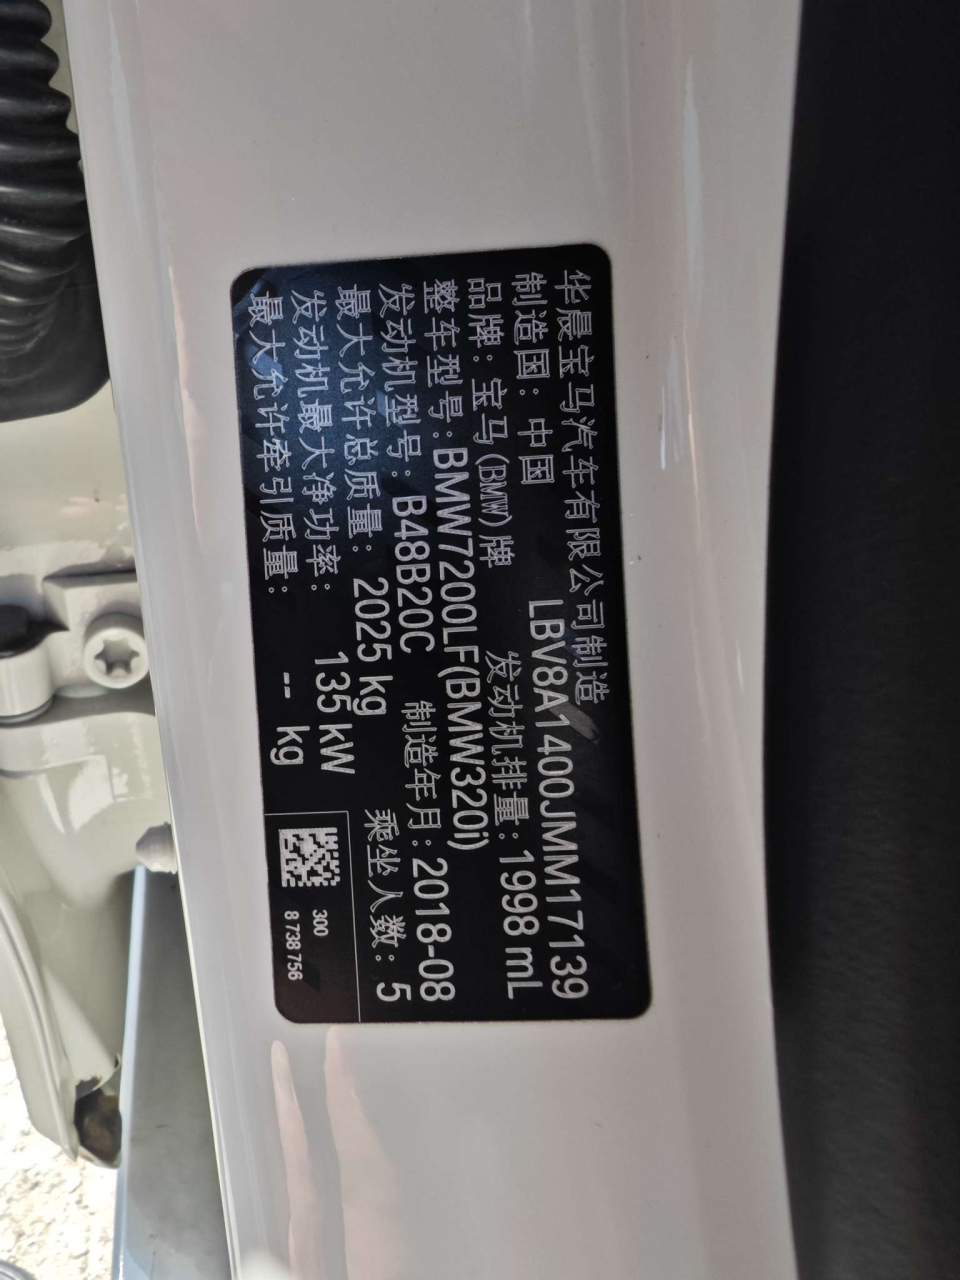 华晨宝马汽车有限公司制造
制造国：中国 LBV8A1400JMM17139
品牌：宝马(BMW)牌 发动机排量：1998 mL
整车型号：BMW7200LF(BMW320i)
发动机型号：B48B20C 制造年月：2018-08
最大允许总质量：2025 kg 乘坐人数：5
发动机最大净功率：135 kW
最大允许牵引质量：-- kg
300
8 738 756